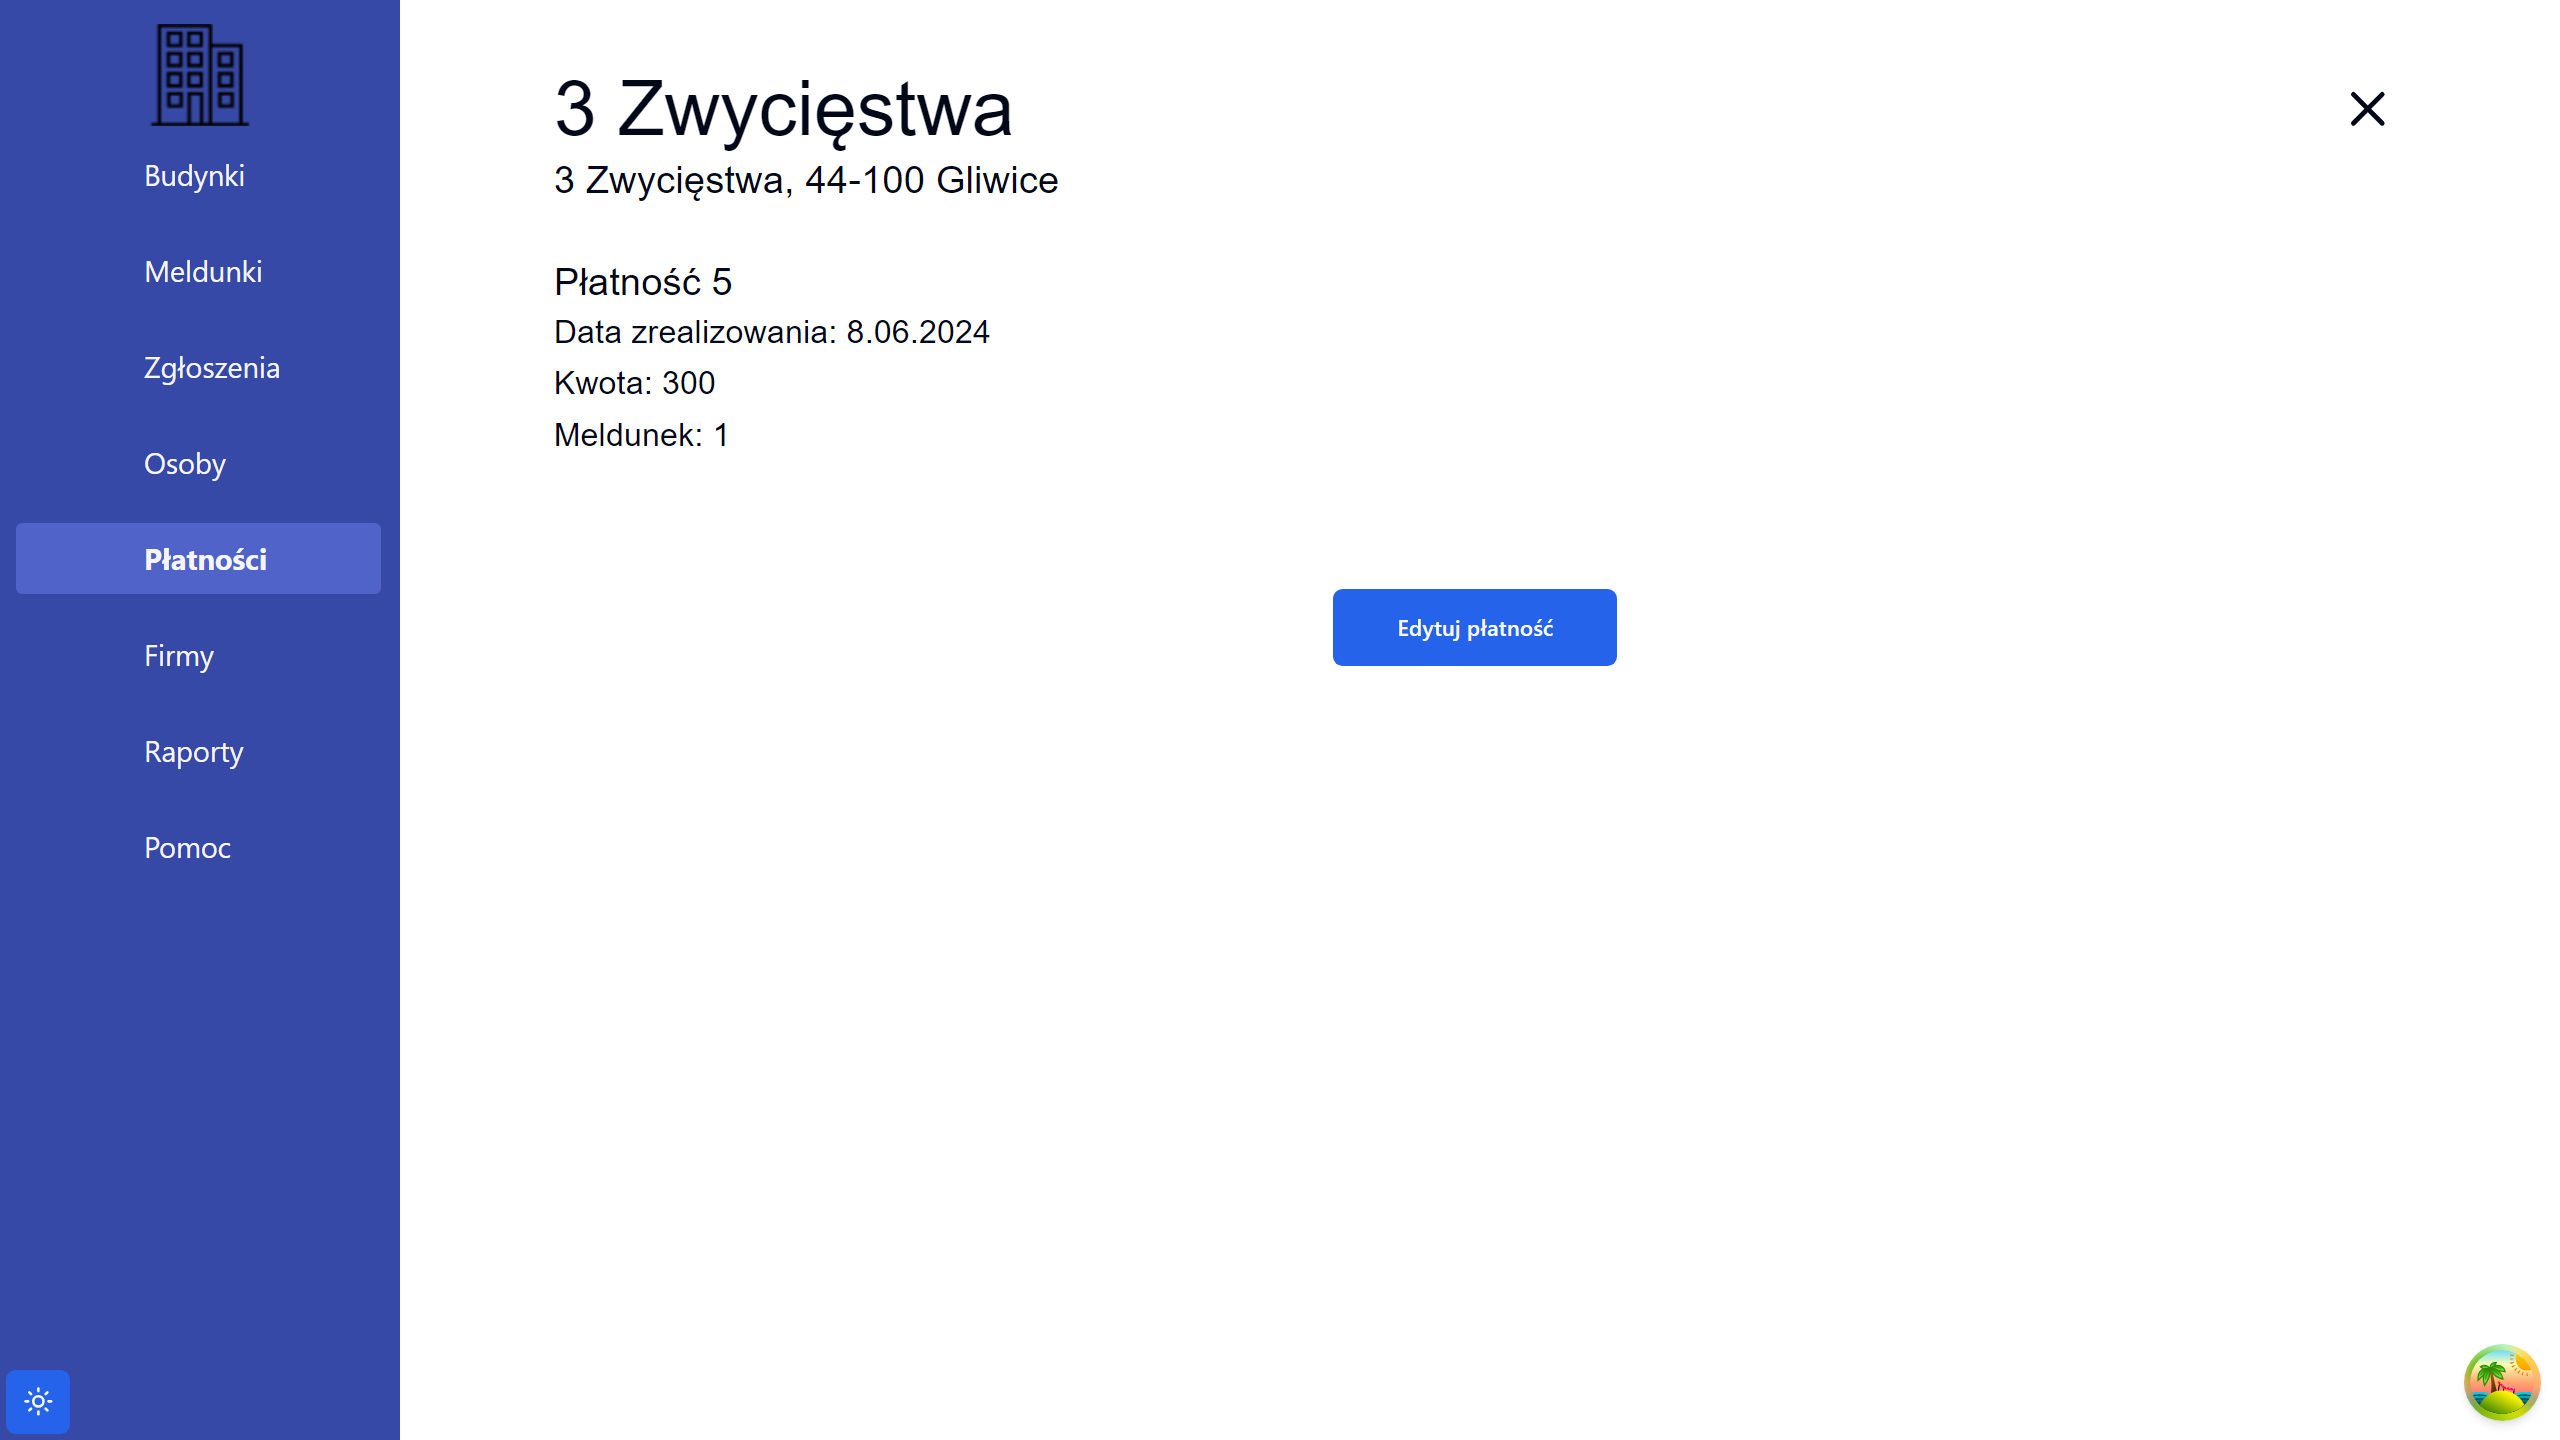 Budynki
Meldunki
Zgłoszenia
Osoby
Płatności
Firmy
Raporty
Pomoc
3 Zwycięstwa
3 Zwycięstwa, 44-100 Gliwice
Płatność 5
Data zrealizowania: 8.06.2024
Kwota: 300
Meldunek: 1
Edytuj płatność